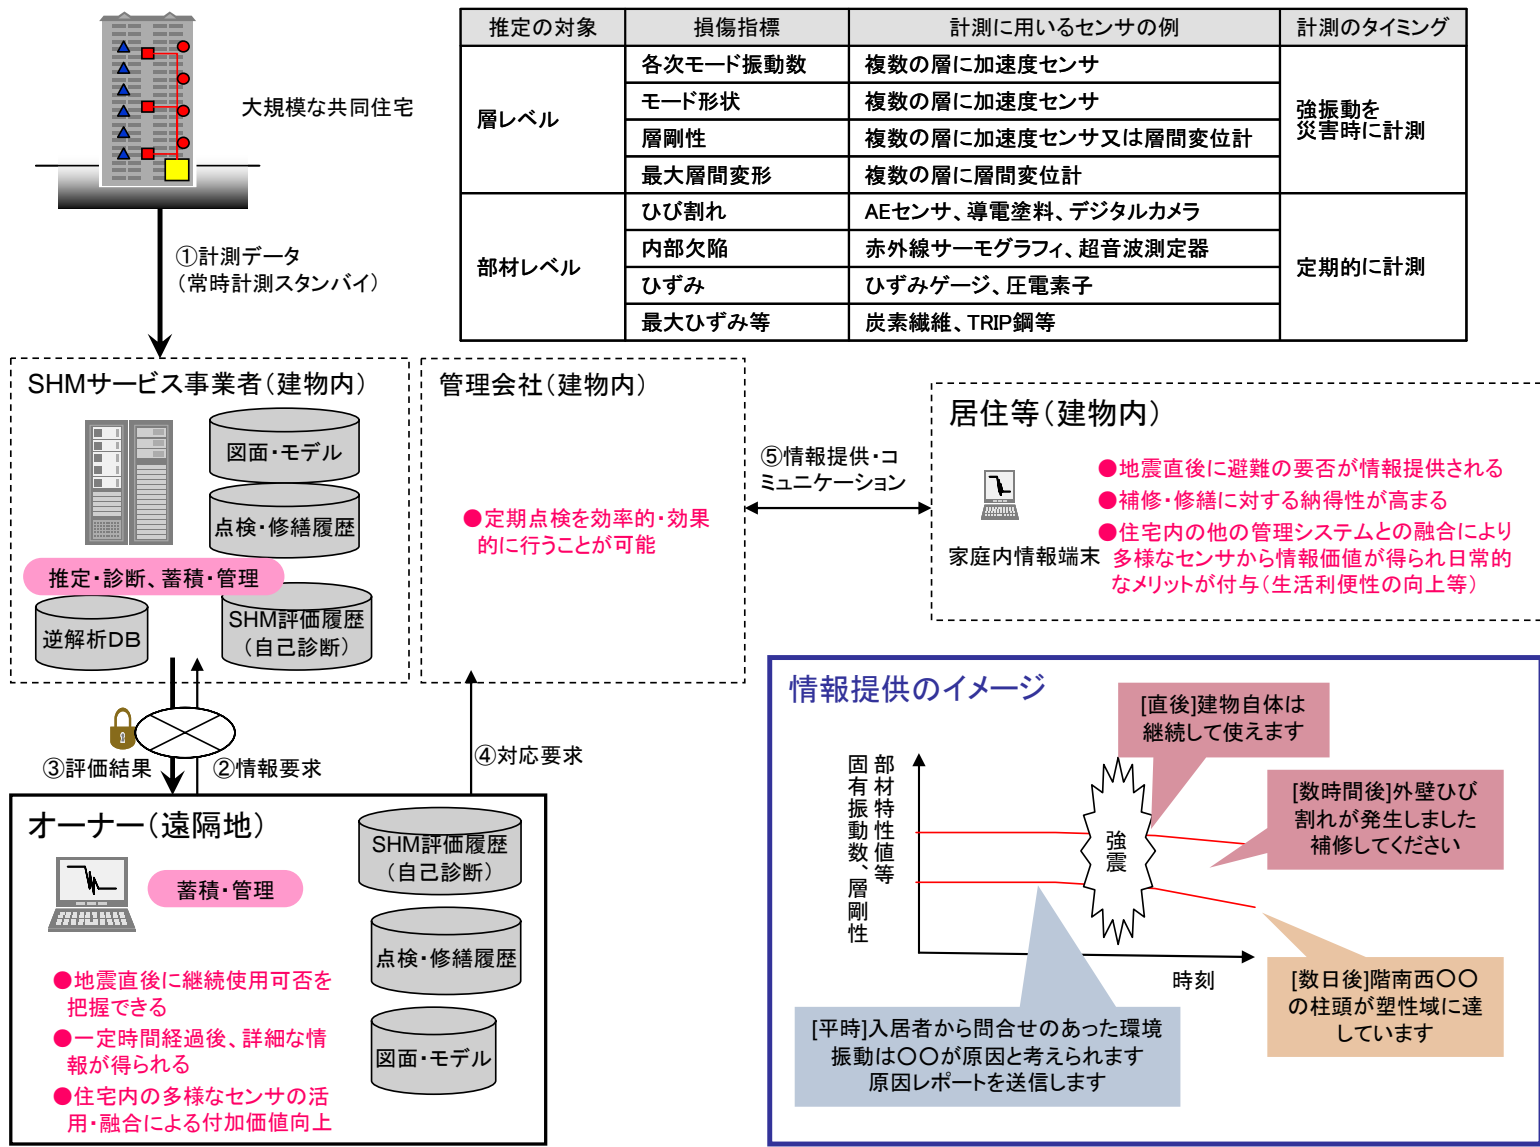 推定の対象
損傷指標
計測に用いるセンサの例
計測のタイミング
層レベル
各次モード振動数
複数の層に加速度センサ
モード形状
複数の層に加速度センサ
層剛性
複数の層に加速度センサ又は層間変位計
最大層間変形
複数の層に層間変位計
強振動を
災害時に計測
部材レベル
ひび割れ
AEセンサ、導電塗料、デジタルカメラ
内部欠陥
赤外線サーモグラフィ、超音波測定器
ひずみ
ひずみゲージ、圧電素子
最大ひずみ等
炭素繊維、TRIP鋼等
定期的に計測
大規模な共同住宅
①計測データ
（常時計測スタンバイ）
SHMサービス事業者（建物内）
図面・モデル
点検・修繕履歴
推定・診断、蓄積・管理
逆解析DB
SHM評価履歴
（自己診断）
管理会社（建物内）
●定期点検を効率的・効果
的に行うことが可能
⑤情報提供・コ
ミュニケーション
居住等（建物内）
家庭内情報端末
●地震直後に避難の要否が情報提供される
●補修・修繕に対する納得性が高まる
●住宅内の他の管理システムとの融合により
多様なセンサから情報価値が得られ日常的
なメリットが付与（生活利便性の向上等）
③評価結果
②情報要求
④対応要求
オーナー（遠隔地）
蓄積・管理
SHM評価履歴
（自己診断）
点検・修繕履歴
図面・モデル
●地震直後に継続使用可否を
把握できる
●一定時間経過後、詳細な情
報が得られる
●住宅内の多様なセンサの活
用・融合による付加価値向上
情報提供のイメージ
[直後]建物自体は
継続して使えます
部材特性値等
固有振動数、層剛性
強震
[数時間後]外壁ひび
割れが発生しました
補修してください
時刻
[数日後]階南西〇〇
の柱頭が塑性域に達
しています
[平時]入居者から問合せのあった環境
振動は〇〇が原因と考えられます
原因レポートを送信します